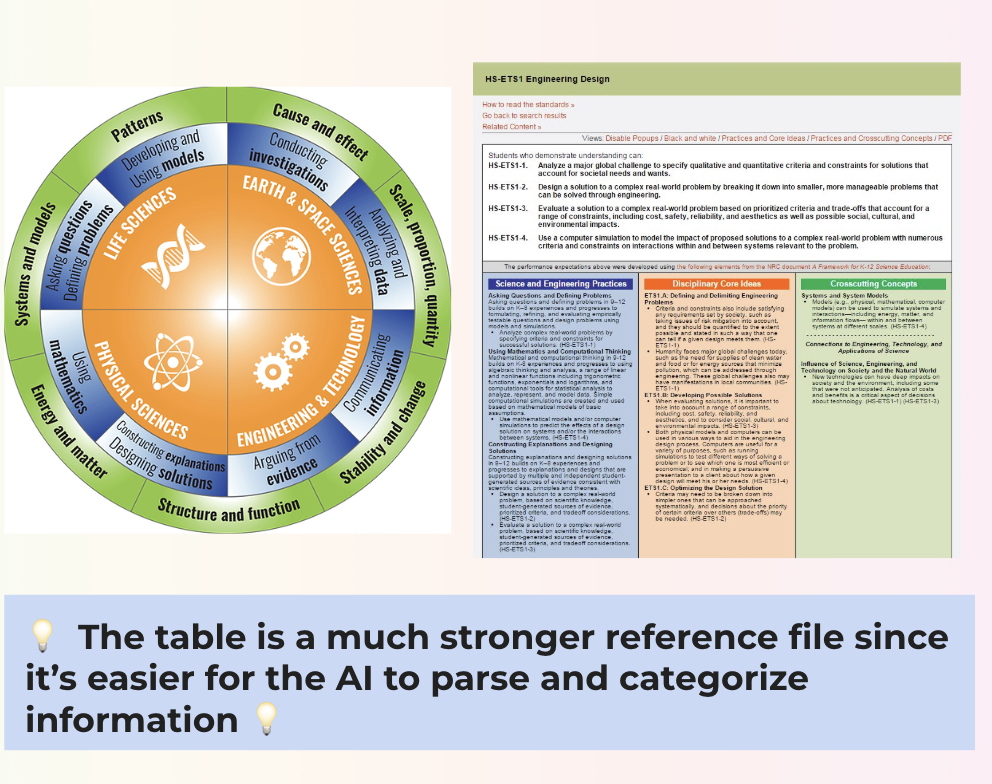 Patterns
Cause and effect
Scale, proportion, quantity
Stability and change
Structure and function
Energy and matter
Systems and models
Developing and
Using models
Conducting
investigations
Analyzing and
Interpreting data
Communicating
information
Arguing from
evidence
Constructing explanations
Designing solutions
Using
mathematics
Asking questions
Defining problems
LIFE SCIENCES
EARTH & SPACE SCIENCES
PHYSICAL SCIENCES
ENGINEERING & TECHNOLOGY
HS-ETS1 Engineering Design
How to read the standards »
Go back to search results
Related Content »
Views: Disable Popups / Black and white / Practices and Core Ideas / Practices and Crosscutting Concepts / PDF
Students who demonstrate understanding can:
HS-ETS1-1. Analyze a major global challenge to specify qualitative and quantitative criteria and constraints for solutions that
account for societal needs and wants.
HS-ETS1-2. Design a solution to a complex real-world problem by breaking it down into smaller, more manageable problems that
can be solved through engineering.
HS-ETS1-3. Evaluate a solution to a complex real-world problem based on prioritized criteria and trade-offs that account for a
range of constraints, including cost, safety, reliability, and aesthetics as well as possible social, cultural, and
environmental impacts.
HS-ETS1-4. Use a computer simulation to model the impact of proposed solutions to a complex real-world problem with numerous
criteria and constraints on interactions within and between systems relevant to the problem.
The performance expectations above were developed using the following elements from the NRC document A Framework for K-12 Science Education:
Science and Engineering Practices
Asking Questions and Defining Problems
Asking questions and defining problems in 9–12
builds on K–8 experiences and progresses to
formulating, refining, and evaluating empirically
testable questions and design problems using
models and simulations.
• Analyze complex real-world problems by
specifying criteria and constraints for
successful solutions. (HS-ETS1-1)
Using Mathematics and Computational Thinking
Mathematical and computational thinking in 9-12
builds on K-8 experiences and progresses to using
algebraic thinking and analysis, a range of linear
and nonlinear functions including trigonometric
functions, exponentials and logarithms, and
computational tools for statistical analysis to
analyze, represent, and model data. Simple
computational simulations are created and used
based on mathematical models of basic
assumptions.
• Use mathematical models and/or computer
simulations to predict the effects of a design
solution on systems and/or the interactions
between systems. (HS-ETS1-4)
Constructing Explanations and Designing
Solutions
Constructing explanations and designing solutions
in 9–12 builds on K–8 experiences and
progresses to explanations and designs that are
supported by multiple and independent student-
generated sources of evidence consistent with
scientific ideas, principles and theories.
• Design a solution to a complex real-world
problem, based on scientific knowledge,
student-generated sources of evidence,
prioritized criteria, and tradeoff considerations.
(HS-ETS1-2)
• Evaluate a solution to a complex real-world
problem, based on scientific knowledge,
student-generated sources of evidence,
prioritized criteria, and tradeoff considerations.
(HS-ETS1-3)
Disciplinary Core Ideas
ETS1.A: Defining and Delimiting Engineering
Problems
• Criteria and constraints also include satisfying
any requirements set by society, such as
taking issues of risk mitigation into account,
and they should be quantified to the extent
possible and stated in such a way that one
can tell if a given design meets them. (HS-
ETS1-1)
• Humanity faces major global challenges today,
such as the need for supplies of clean water
and food or for energy sources that minimize
pollution, which can be addressed through
engineering. These global challenges also may
have manifestations in local communities. (HS-
ETS1-1)
ETS1.B: Developing Possible Solutions
• When evaluating solutions, it is important to
take into account a range of constraints,
including cost, safety, reliability, and
aesthetics, and to consider social, cultural, and
environmental impacts. (HS-ETS1-3)
• Both physical models and computers can be
used in various ways to aid in the engineering
design process. Computers are useful for a
variety of purposes, such as running
simulations to test different ways of solving a
problem or to see which one is most efficient or
economical; and in making a persuasive
presentation to a client about how a given
design will meet his or her needs. (HS-ETS1-4)
ETS1.C: Optimizing the Design Solution
• Criteria may need to be broken down into
simpler ones that can be approached
systematically, and decisions about the priority
of certain criteria over others (trade-offs) may
be needed. (HS-ETS1-2)
Crosscutting Concepts
Systems and System Models
• Models (e.g., physical, mathematical, computer
models) can be used to simulate systems and
interactions—including energy, matter, and
information flows— within and between
systems at different scales. (HS-ETS1-4)
Connections to Engineering, Technology, and
Applications of Science
Influence of Science, Engineering, and
Technology on Society and the Natural World
• New technologies can have deep impacts on
society and the environment, including some
that were not anticipated. Analysis of costs
and benefits is a critical aspect of decisions
about technology. (HS-ETS1-1) (HS-ETS1-3)
💡 The table is a much stronger reference file since
it’s easier for the AI to parse and categorize
information 💡